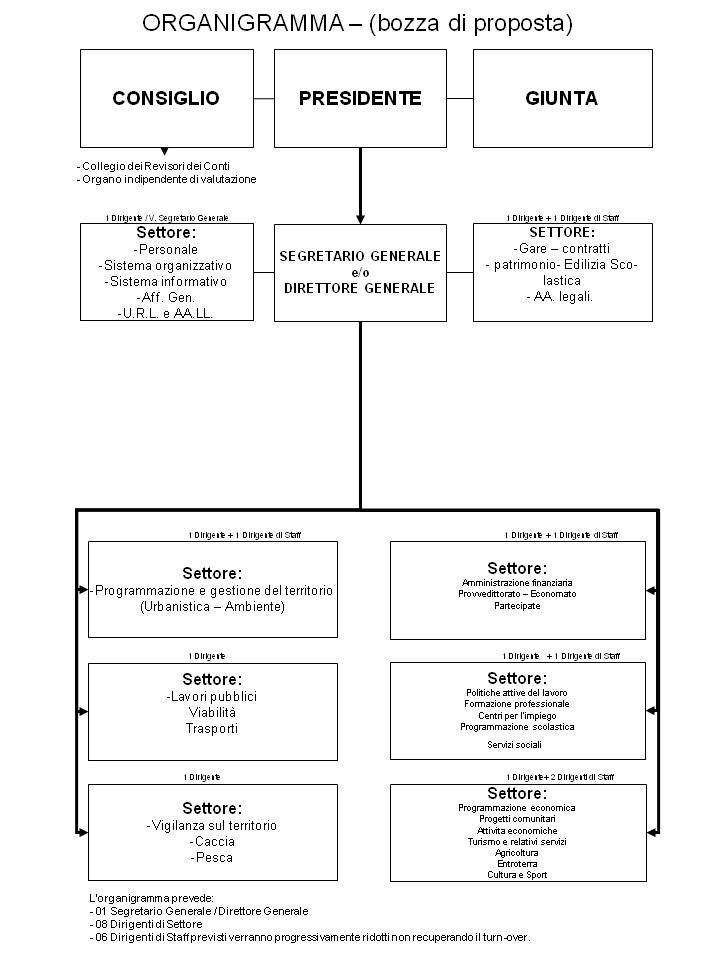 ORGANIGRAMMA – (bozza di proposta)
CONSIGLIO
PRESIDENTE
GIUNTA
- Collegio dei Revisori dei Conti
- Organo indipendente di valutazione
1 Dirigente / V. Segretario Generale
Settore:
-Personale
-Sistema organizzativo
-Sistema informativo
-Aff. Gen.
-U.R.L. e AA.LL.
SEGRETARIO GENERALE
e/o
DIRETTORE GENERALE
1 Dirigente + 1 Dirigente di Staff
SETTORE:
-Gare – contratti
- patrimonio- Edilizia Sco-
lastica
- AA. legali.
1 Dirigente + 1 Dirigente di Staff
Settore:
-Programmazione e gestione del territorio
(Urbanistica – Ambiente)
1 Dirigente + 1 Dirigente di Staff
Settore:
Amministrazione finanziaria
Provvedittorato – Economato
Partecipate
1 Dirigente
Settore:
-Lavori pubblici
Viabilità
Trasporti
1 Dirigente + 1 Dirigente di Staff
Settore:
Politiche attive del lavoro
Formazione professionale
Centri per l'impiego
Programmazione scolastica
Servizi sociali
1 Dirigente
Settore:
-Vigilanza sul territorio
-Caccia
-Pesca
1 Dirigente+ 2 Dirigenti di Staff
Settore:
Programmazione economica
Progetti comunitari
Attivita economiche
Turismo e relativi servizi
Agricoltura
Entroterra
Cultura e Sport
L'organigramma prevede:
- 01 Segretario Generale / Direttore Generale
- 08 Dirigenti di Settore
- 06 Dirigenti di Staff previsti verranno progressivamente ridotti non recuperando il turn-over.